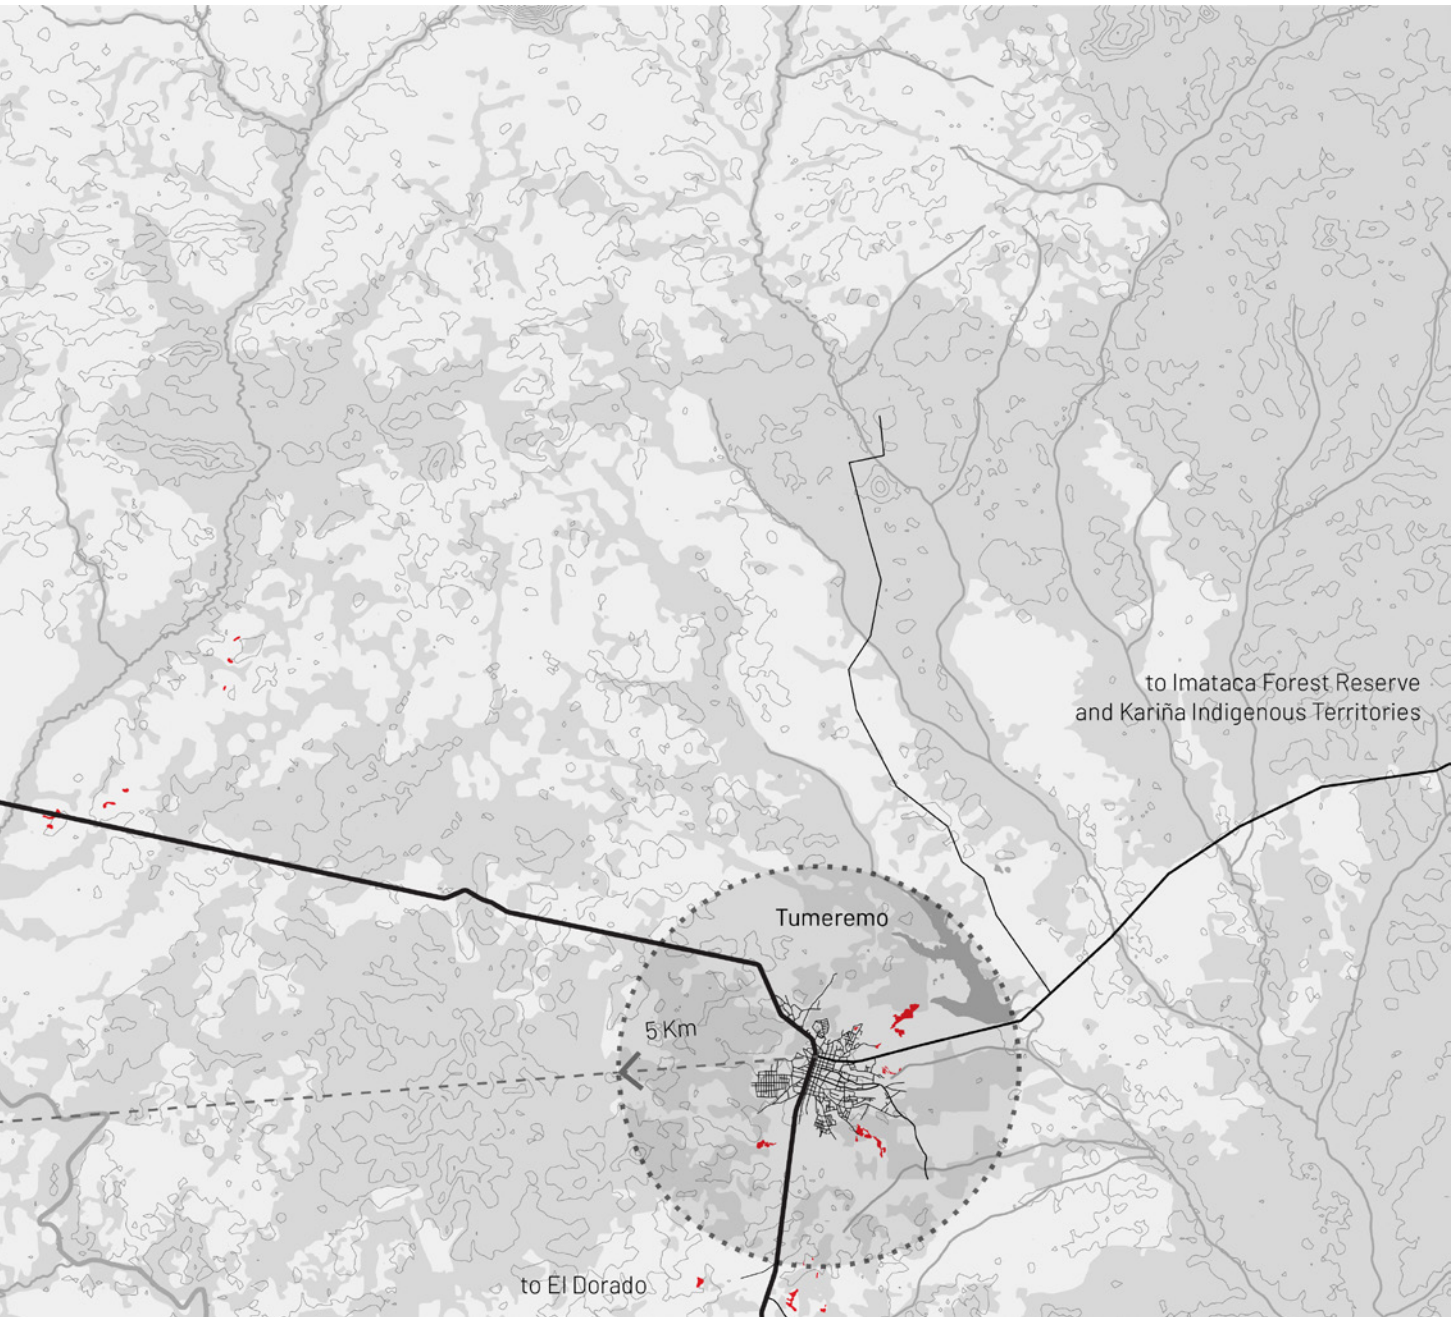 to Imataca Forest Reserve
and Kariña Indigenous Territories
Tumeremo
5 Km
to El Dorado